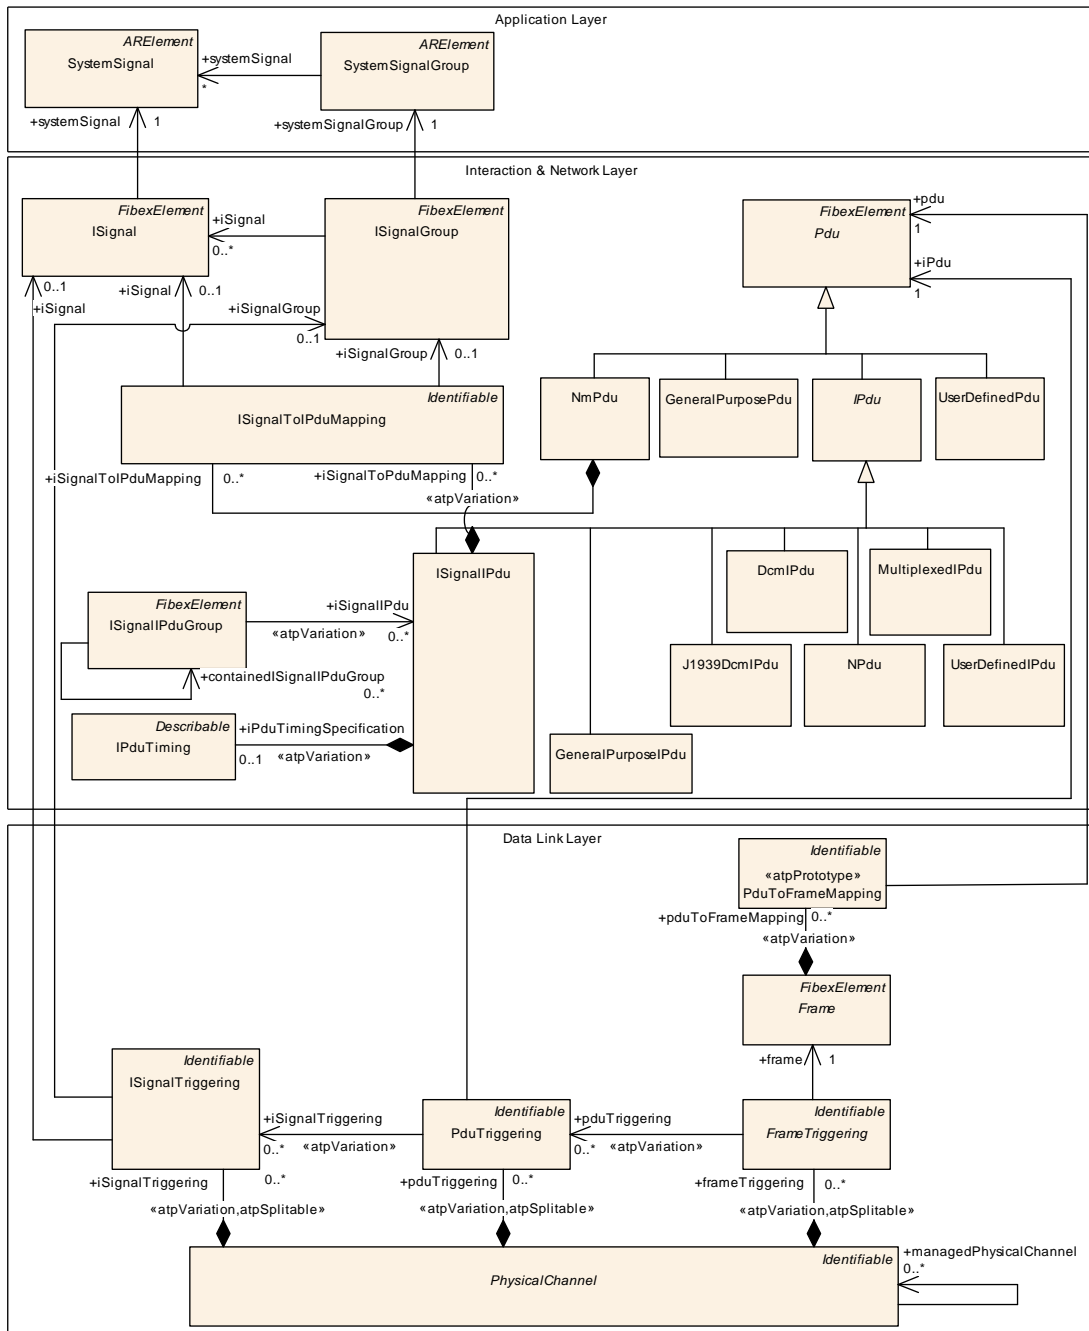 Application Layer
ARElement
SystemSignal
+systemSignal
*
ARElement
SystemSignalGroup
+systemSignal
1
+systemSignalGroup
1
Interaction & Network Layer
FibexElement
ISignal
+iSignal
0..*
FibexElement
ISignalGroup
FibexElement
Pdu
+pdu
1
+iPdu
1
0..1
+iSignal
+iSignal
0..1
+iSignalGroup
0..1
+iSignalGroup
0..1
Identifiable
ISignalToIPduMapping
NmPdu
GeneralPurposePdu
IPdu
UserDefinedPdu
+iSignalToIPduMapping
0..*
+iSignalToPduMapping
0..*
«atpVariation»
ISignalIPdu
DcmIPdu
MultiplexedIPdu
FibexElement
ISignalIPduGroup
+iSignalIPdu
«atpVariation»
0..*
+containedISignalIPduGroup
0..*
J1939DcmIPdu
NPdu
UserDefinedIPdu
Describable
IPduTiming
+iPduTimingSpecification
0..1
«atpVariation»
GeneralPurposeIPdu
Data Link Layer
Identifiable
«atpPrototype»
PduToFrameMapping
+pduToFrameMapping
0..*
«atpVariation»
FibexElement
Frame
+frame
1
Identifiable
ISignalTriggering
+iSignalTriggering
0..*
«atpVariation»
Identifiable
PduTriggering
+pduTriggering
0..*
«atpVariation»
Identifiable
FrameTriggering
+iSignalTriggering
0..*
+pduTriggering
0..*
+frameTriggering
0..*
«atpVariation,atpSplitable»
«atpVariation,atpSplitable»
«atpVariation,atpSplitable»
Identifiable
PhysicalChannel
+managedPhysicalChannel
0..*